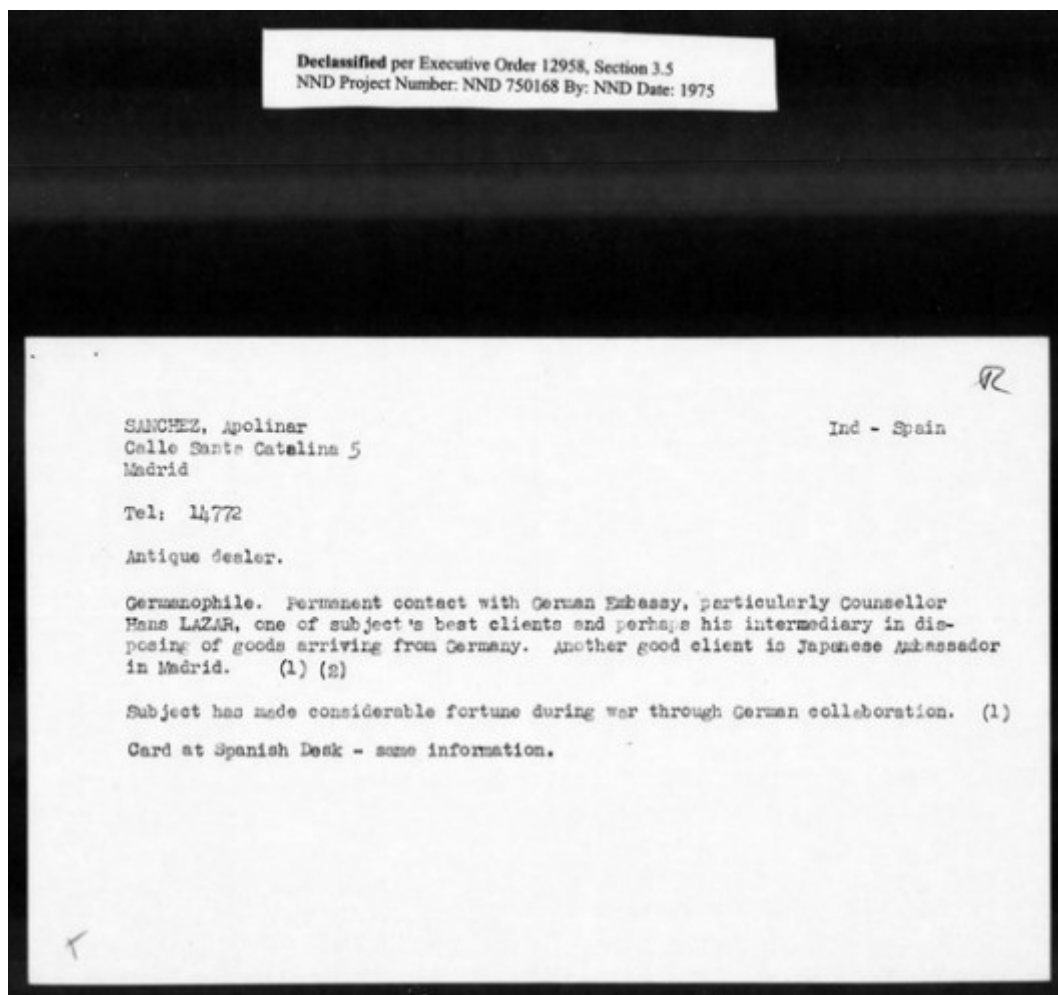 Declassified per Executive Order 12958, Section 3.5
NND Project Number: NND 750168 By: NND Date: 1975
R
SANCHEZ, Apolinar
Ind - Spain
Calle Santa Catalina 5
Madrid
Tel: 14772
Antique dealer.
Germanophile. Permanent contact with German Embassy, particularly Counsellor
Hans LAZAR, one of subject's best clients and perhaps his intermediary in dis-
posing of goods arriving from Germany. Another good client is Japanese Ambassador
in Madrid. (1) (2)
Subject has made considerable fortune during war through German collaboration. (1)
Card at Spanish Desk - same information.